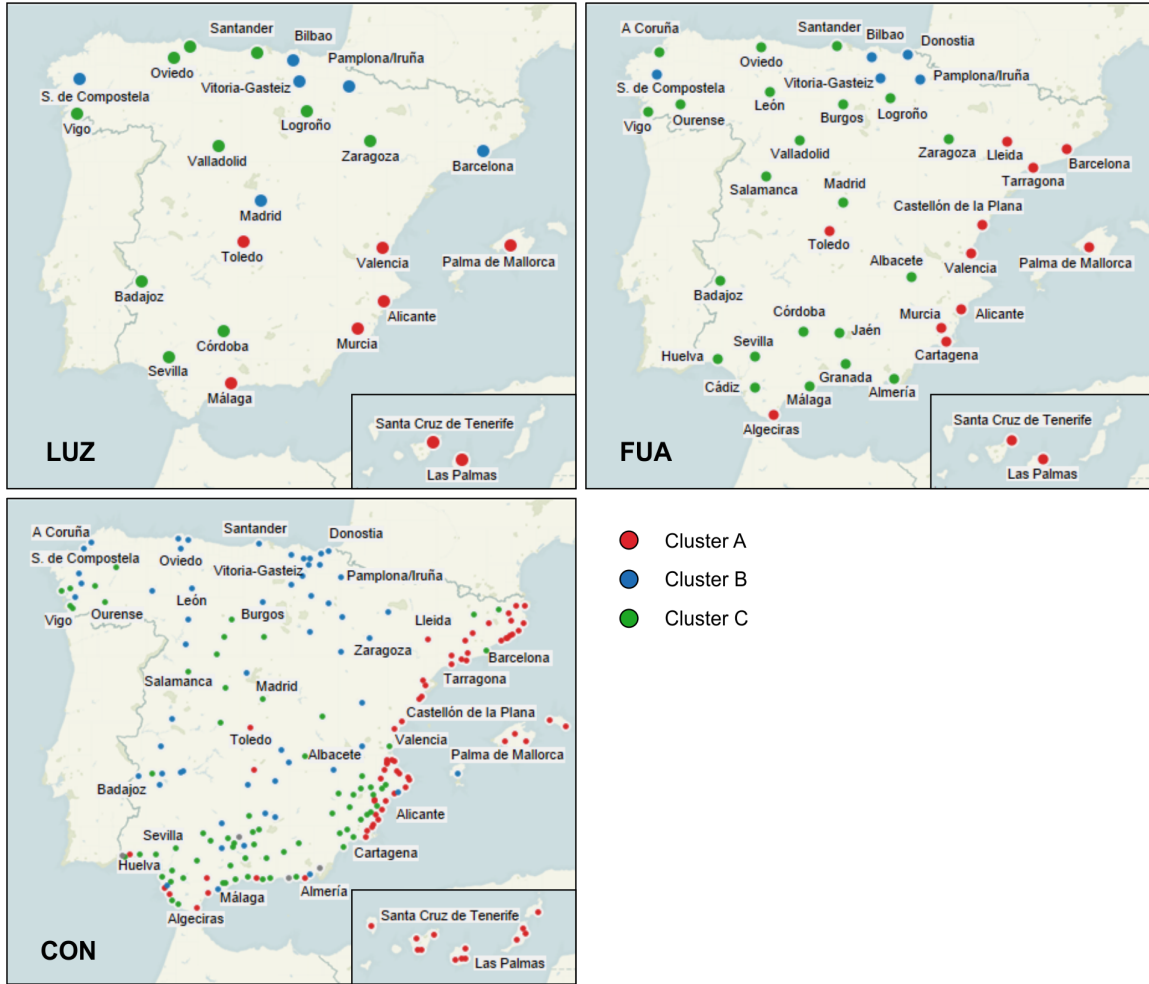 Santander
Bilbao
Oviedo
Pamplona/Iruña
Vitoria-Gasteiz
S. de Compostela
Vigo
Logroño
Valladolid
Zaragoza
Barcelona
Madrid
Toledo
Valencia
Palma de Mallorca
Badajoz
Alicante
Córdoba
Murcia
Sevilla
Málaga
Santa Cruz de Tenerife
LUZ
Las Palmas
A Coruña
Santander
Bilbao
Donostia
Oviedo
S. de Compostela
Vitoria-Gasteiz
Pamplona/Iruña
León
Vigo
Ourense
Burgos
Logroño
Valladolid
Zaragoza
Lleida
Barcelona
Tarragona
Salamanca
Madrid
Castellón de la Plana
Toledo
Albacete
Valencia
Palma de Mallorca
Badajoz
Córdoba
Murcia
Alicante
Jaén
Sevilla
Cartagena
Huelva
Granada
Cádiz
Málaga
Almería
Algeciras
Santa Cruz de Tenerife
FUA
Las Palmas
A Coruña
Santander
Donostia
S. de Compostela
Oviedo
Vitoria-Gasteiz
Pamplona/Iruña
León
Vigo
Ourense
Burgos
Lleida
Zaragoza
Barcelona
Salamanca
Madrid
Tarragona
Castellón de la Plana
Toledo
Valencia
Albacete
Palma de Mallorca
Badajoz
Alicante
Sevilla
Cartagena
Huelva
Málaga
Almería
Algeciras
Santa Cruz de Tenerife
CON
Las Palmas
Cluster A
Cluster B
Cluster C